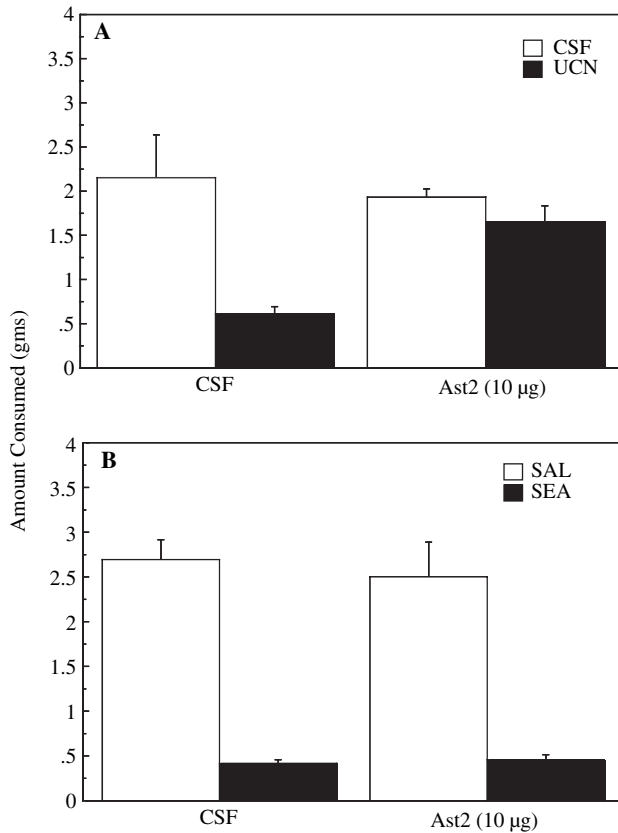 Amount Consumed (gms)
A
CSF
UCN
4
3.5
3
2.5
2
1.5
1
.5
0
CSF
Ast2 (10 μg)
B
SAL
SEA
4
3.5
3
2.5
2
1.5
1
.5
0
CSF
Ast2 (10 μg)